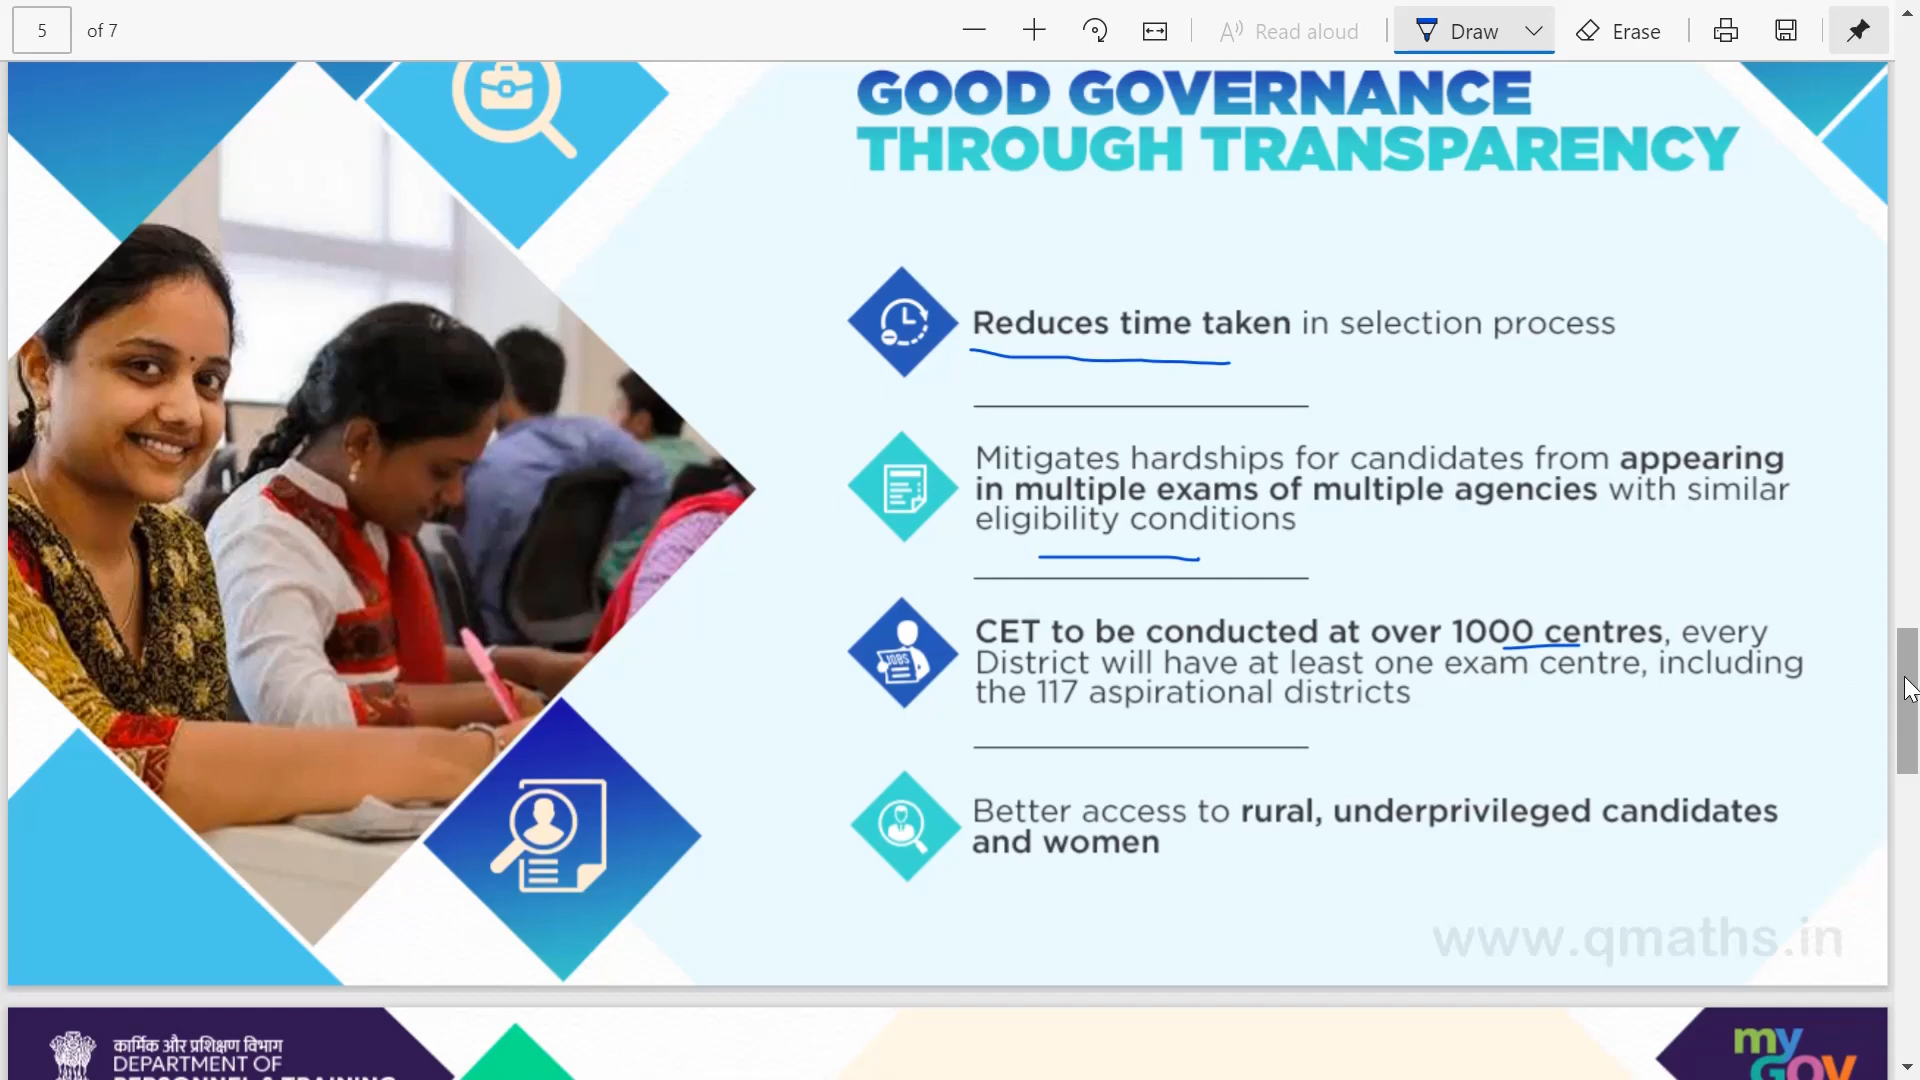 5 of 7 Read aloud Draw Erase
GOOD GOVERNANCE
THROUGH TRANSPARENCY
Reduces time taken in selection process
Mitigates hardships for candidates from appearing
in multiple exams of multiple agencies with similar
eligibility conditions
JOBS
CET to be conducted at over 1000 centres, every
District will have at least one exam centre, including
the 117 aspirational districts
Better access to rural, underprivileged candidates
and women
www.qmaths.in
कार्मिक और प्रशिक्षण विभाग
DEPARTMENT OF
PERSONNEL & TRAINING
my
GOV